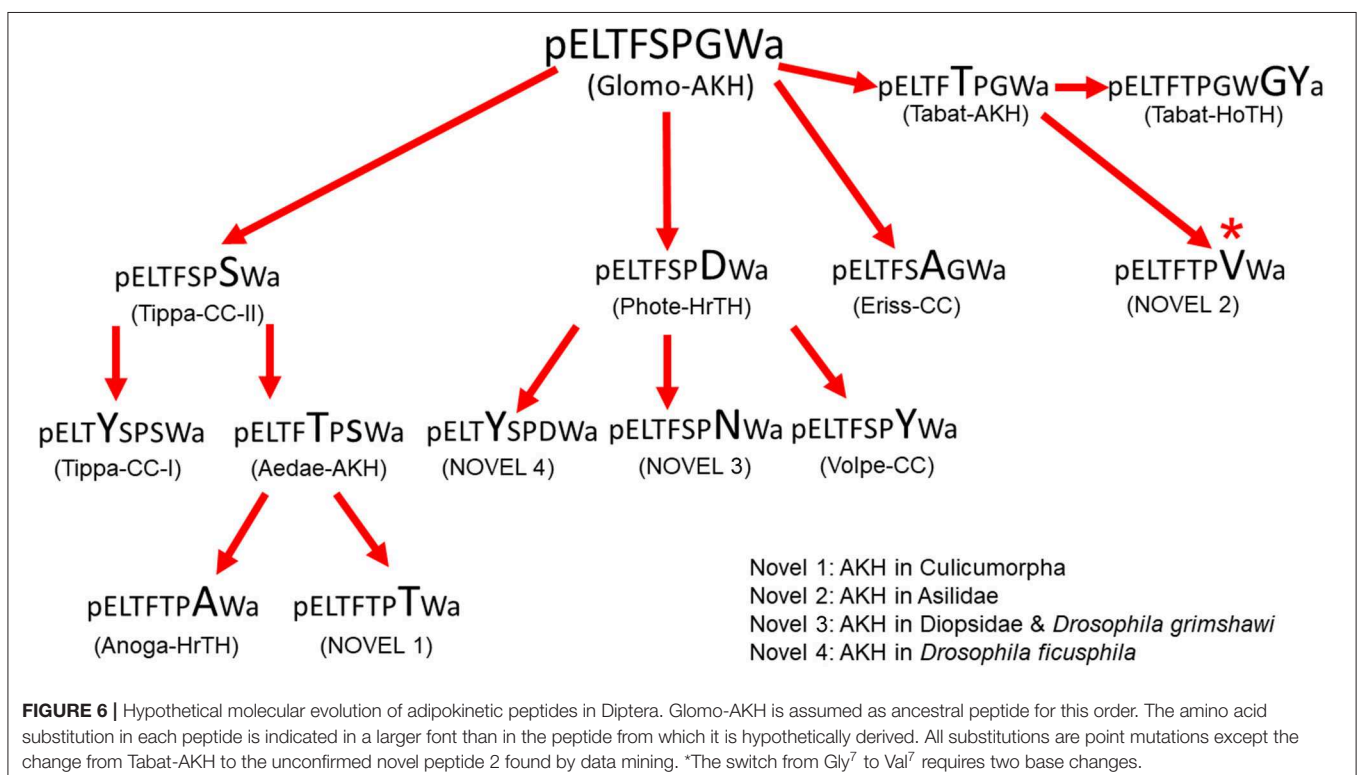 pELTFSPGWa
(Glomo-AKH)
pELTFTPGWa
(Tabat-AKH)
pELTFTPGWGYa
(Tabat-HoTH)
pELTFSPSWa
(Tippa-CC-II)
pELTFSPDWa
(Phote-HrTH)
pELTFSAGWa
(Eriss-CC)
*
pELTFTPVWa
(NOVEL 2)
pELTYSPSWa
(Tippa-CC-I)
pELTFTPSWa
(Aedae-AKH)
pELTYSPDWa
(NOVEL 4)
pELTFSPNWa
(NOVEL 3)
pELTFSPYWa
(Volpe-CC)
pELTFTPAWa
(Anoga-HrTH)
pELTFTPTWa
(NOVEL 1)
Novel 1: AKH in Culicumorpha
Novel 2: AKH in Asilidae
Novel 3: AKH in Diopsidae & Drosophila grimshawi
Novel 4: AKH in Drosophila ficusphila
FIGURE 6 | Hypothetical molecular evolution of adipokinetic peptides in Diptera. Glomo-AKH is assumed as ancestral peptide for this order. The amino acid
substitution in each peptide is indicated in a larger font than in the peptide from which it is hypothetically derived. All substitutions are point mutations except the
change from Tabat-AKH to the unconfirmed novel peptide 2 found by data mining. *The switch from Gly⁷ to Val⁷ requires two base changes.